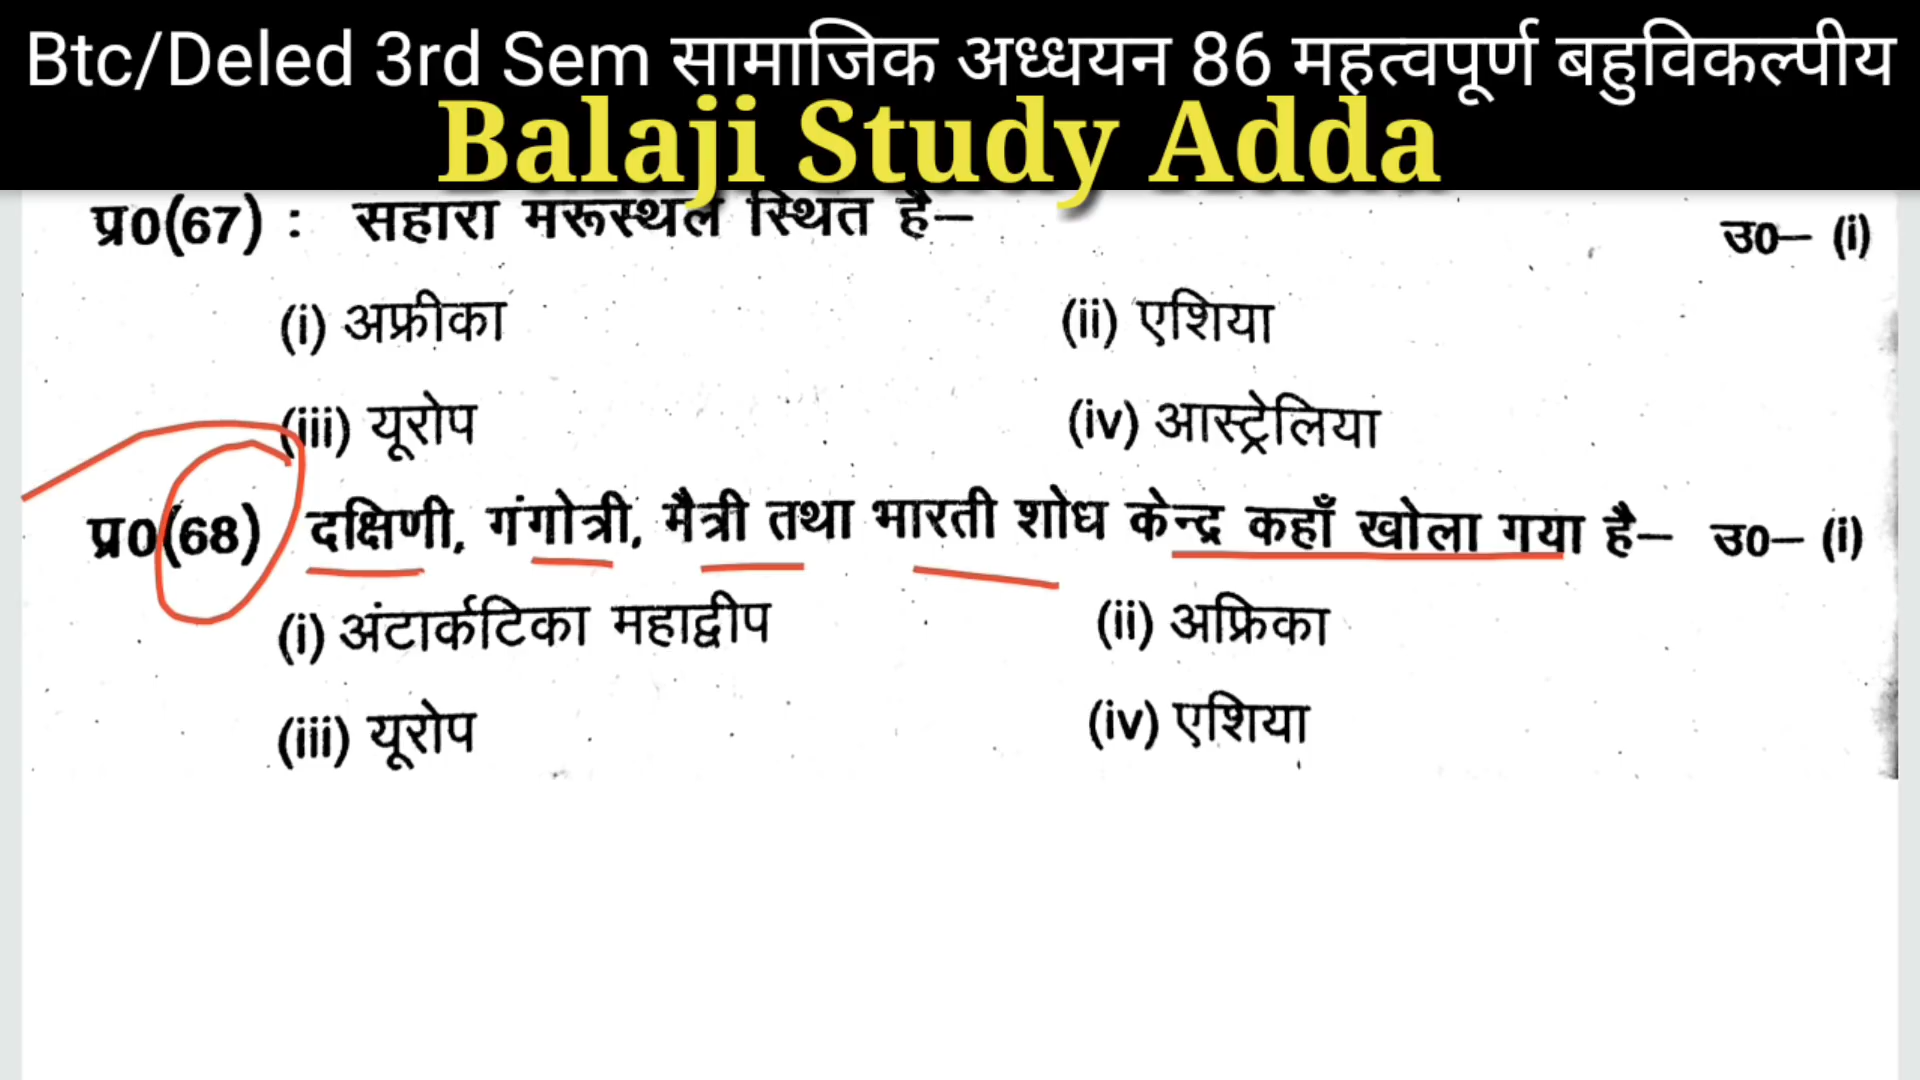 Btc/Deled 3rd Sem सामाजिक अध्धयन 86 महत्वपूर्ण बहुविकल्पीय
Balaji Study Adda
प्र0(67) : सहारा मरूस्थल स्थित है– उ0– (i)
(i) अफ्रीका (ii) एशिया
(iii) यूरोप (iv) आस्ट्रेलिया
प्र0(68) दक्षिणी, गंगोत्री, मैत्री तथा भारती शोध केन्द्र कहाँ खोला गया है– उ0– (i)
(i) अंटार्कटिका महाद्वीप (ii) अफ्रिका
(iii) यूरोप (iv) एशिया